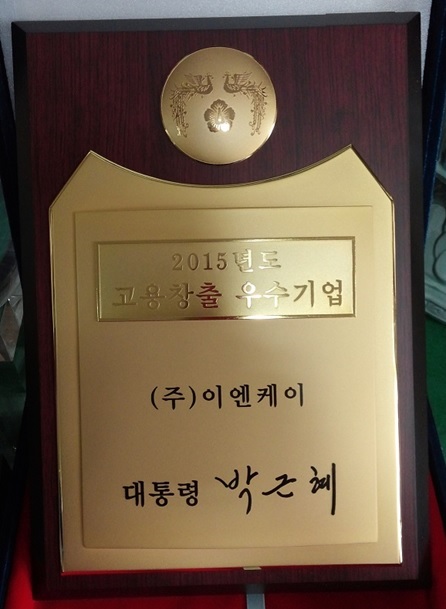 2015년도
고용창출 우수기업
(주)이엔케이
대통령 박근혜